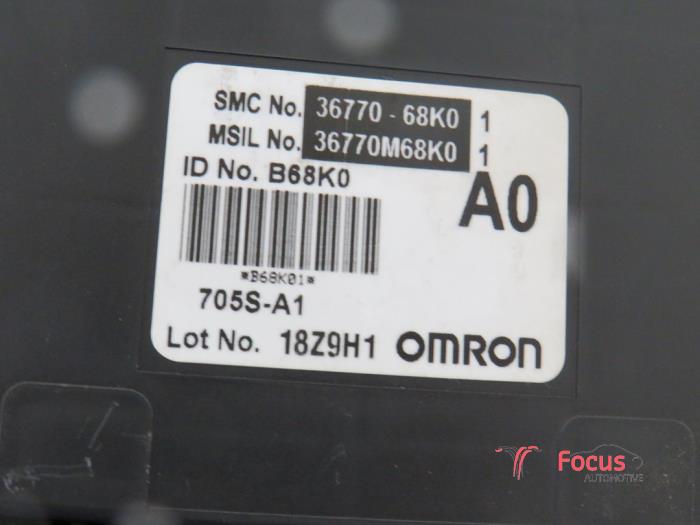 SMC No. 36770 - 68K0 1
MSIL No. 36770M68K0 1
ID No. B68K0
A0
*B68K01*
705S-A1
Lot No. 18Z9H1 OMRON
Focus
AUTOMOTIVE